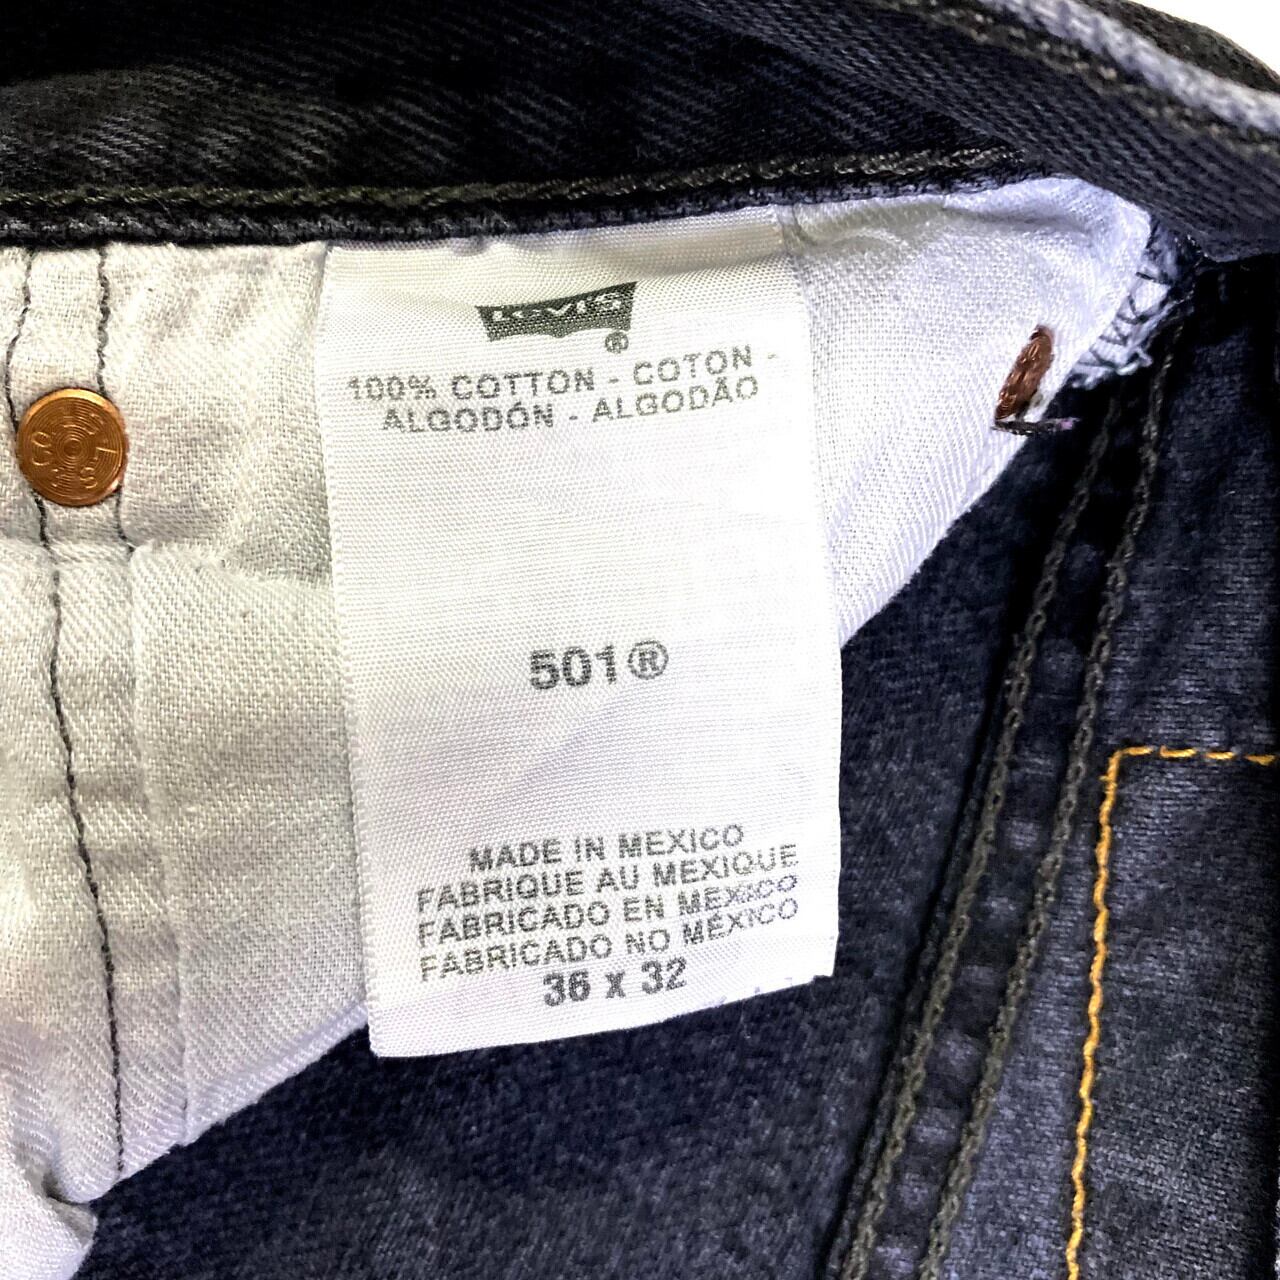 Levi's
®
100% COTTON - COTON -
ALGODÓN - ALGODÃO
501®
MADE IN MEXICO
FABRIQUE AU MEXIQUE
FABRICADO EN MEXICO
FABRICADO NO MÉXICO
36 x 32